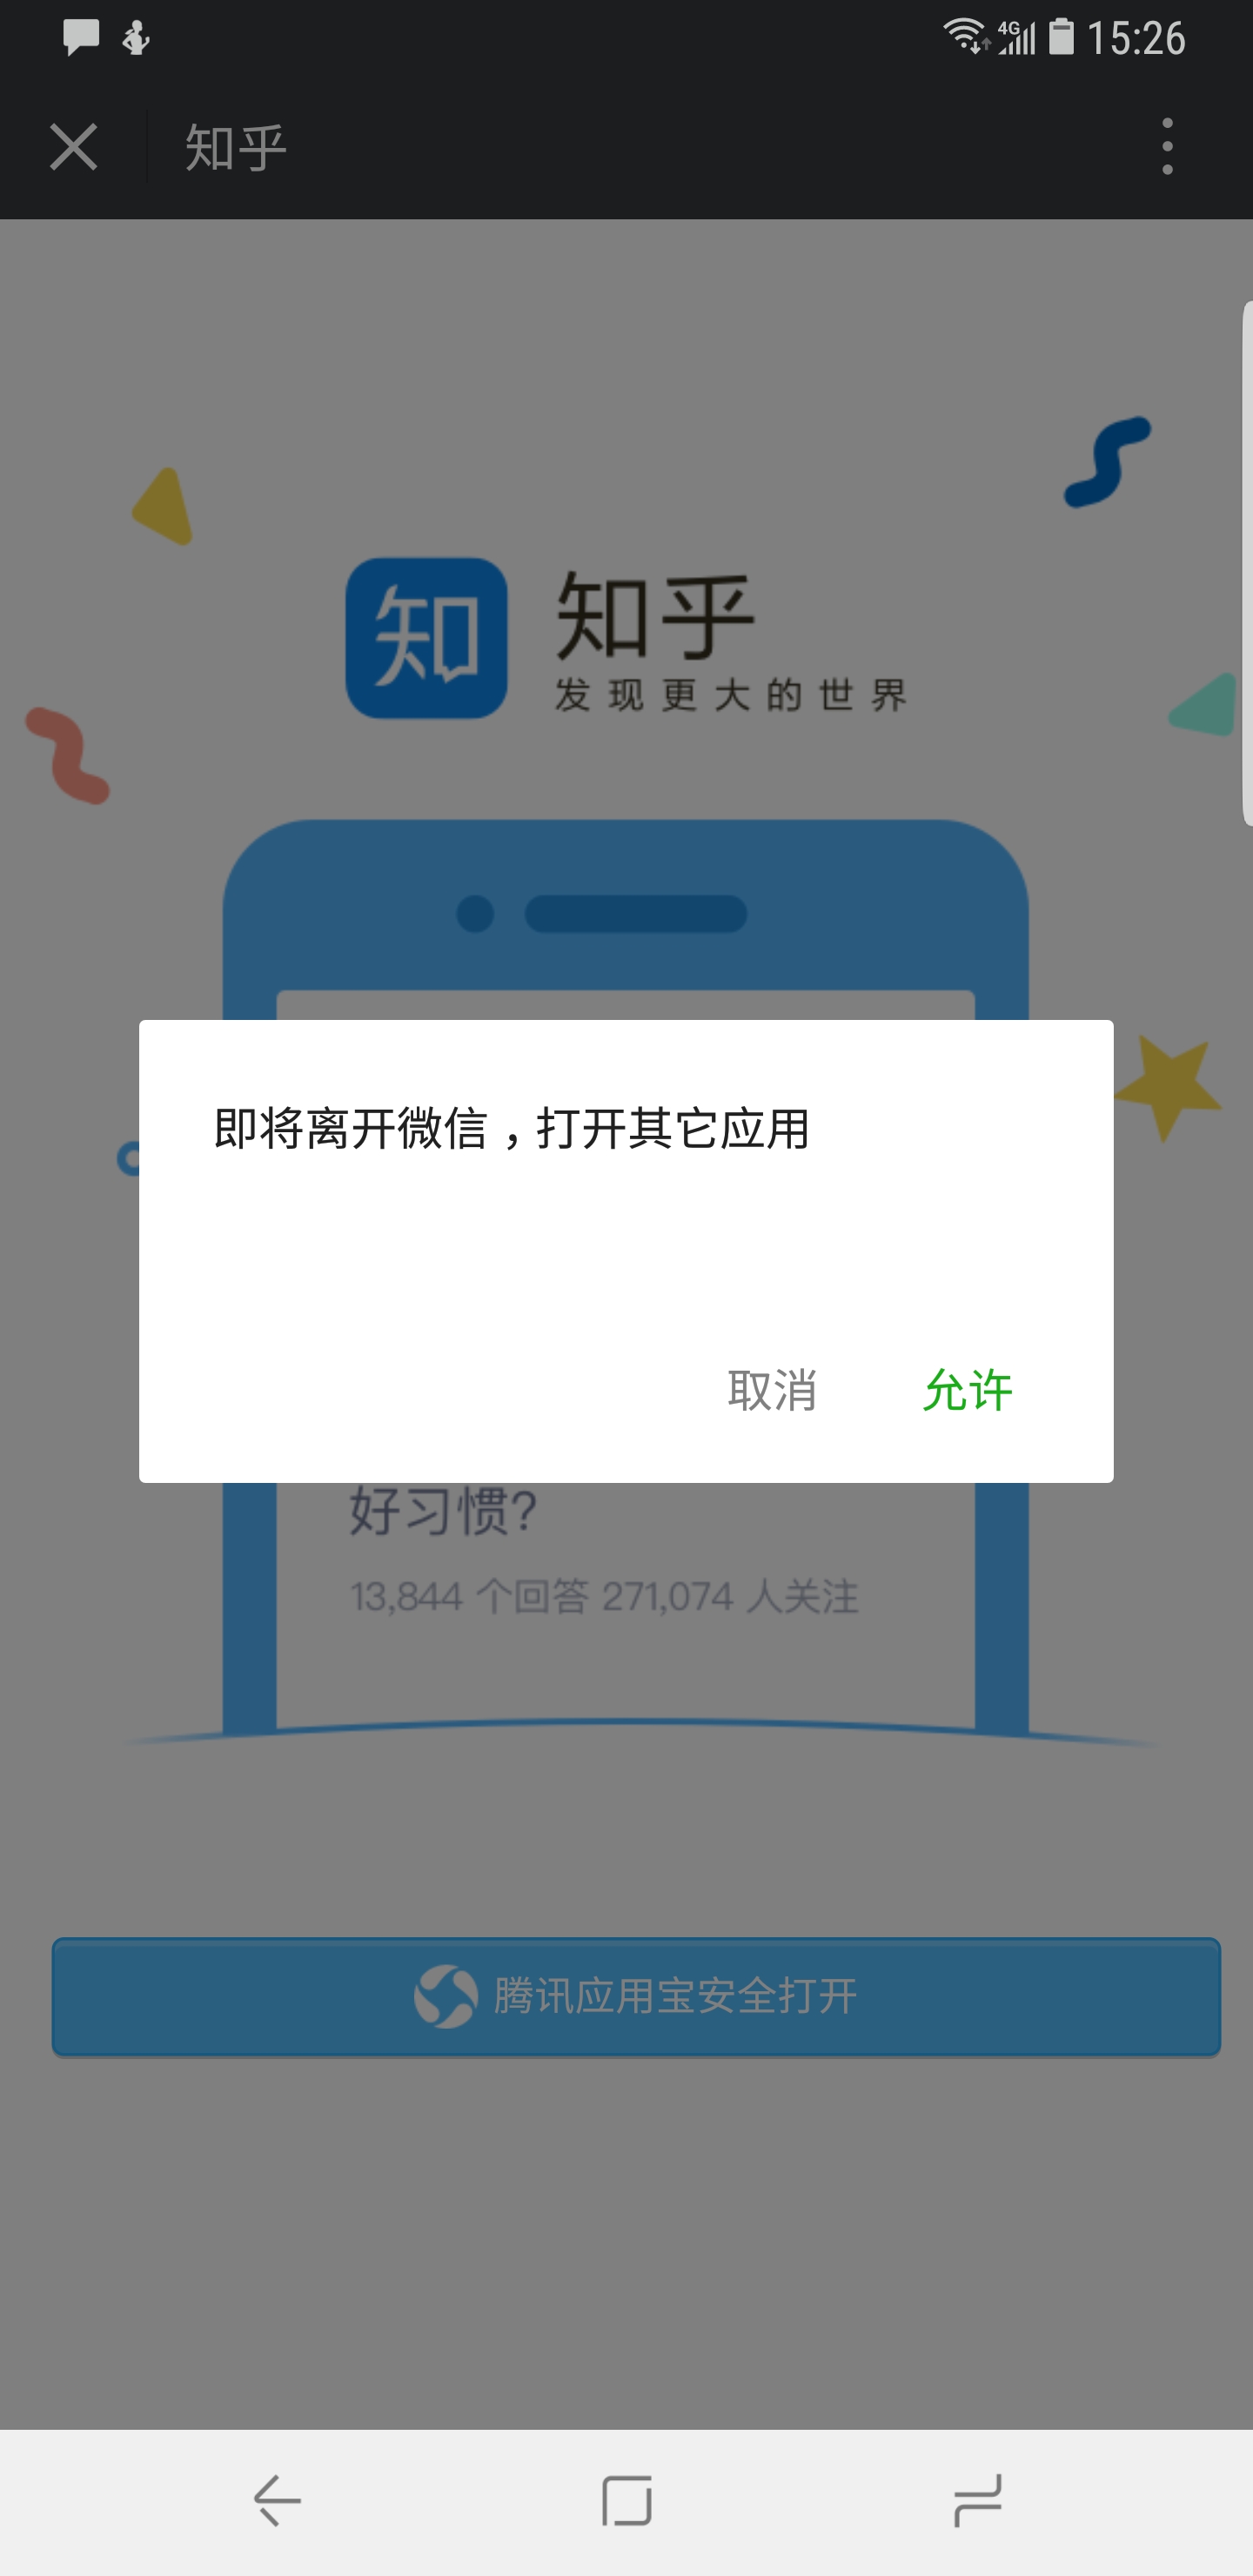 4G 15:26
知乎
知 知乎
发现更大的世界
即将离开微信，打开其它应用
取消 允许
好习惯?
13,844 个回答 271,074 人关注
腾讯应用宝安全打开